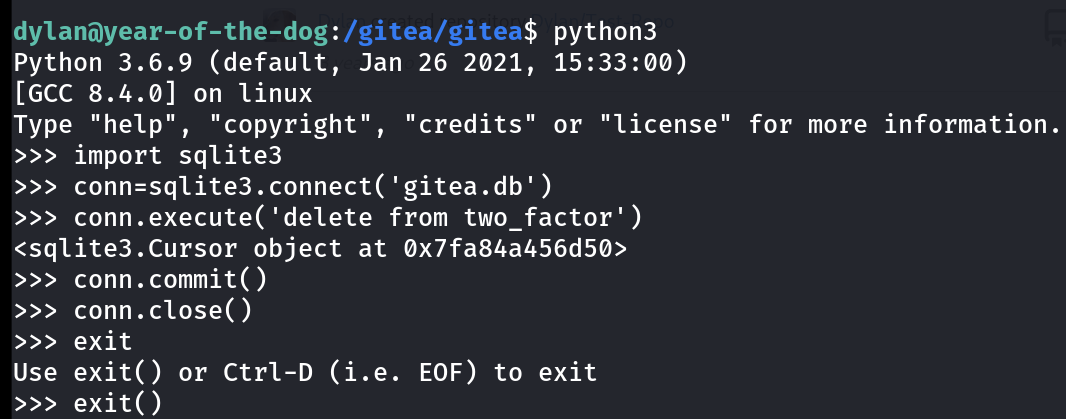 dylan@year-of-the-dog:/gitea/gitea$ python3
Python 3.6.9 (default, Jan 26 2021, 15:33:00)
[GCC 8.4.0] on linux
Type "help", "copyright", "credits" or "license" for more information.
>>> import sqlite3
>>> conn=sqlite3.connect('gitea.db')
>>> conn.execute('delete from two_factor')
<sqlite3.Cursor object at 0x7fa84a456d50>
>>> conn.commit()
>>> conn.close()
>>> exit
Use exit() or Ctrl-D (i.e. EOF) to exit
>>> exit()